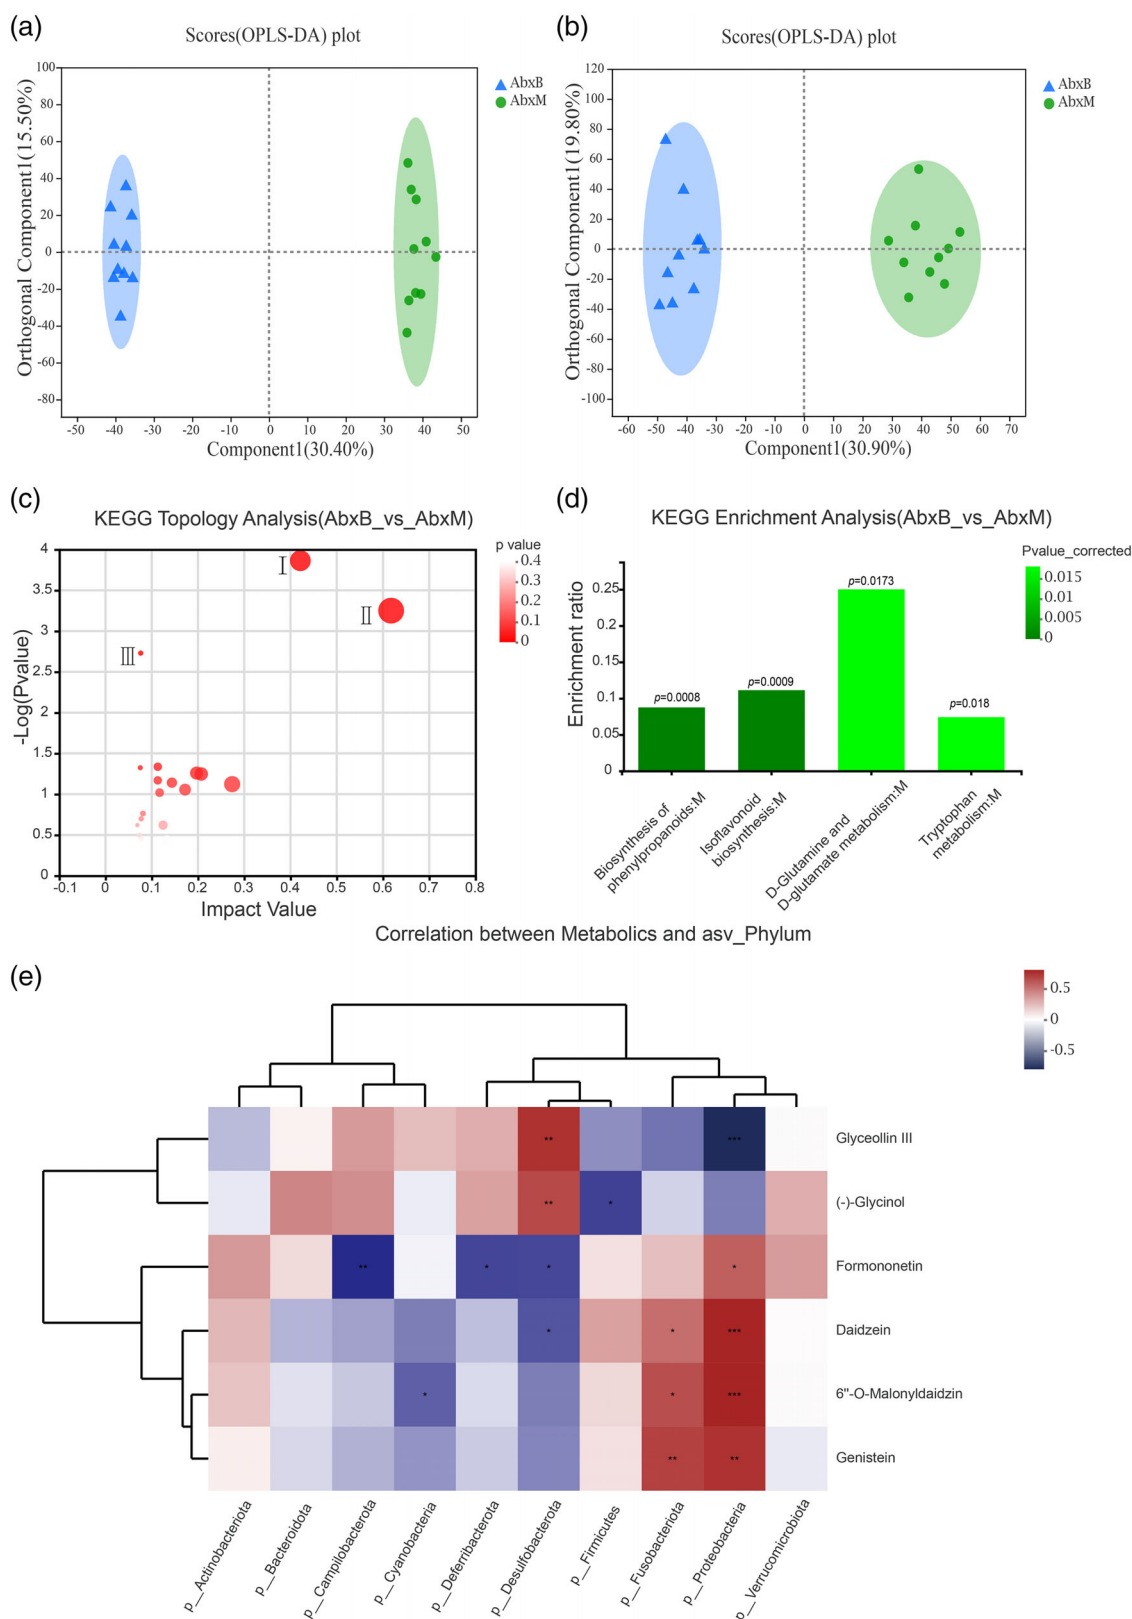 (a)
Scores(OPLS-DA) plot
Orthogonal Component1(15.50%)
100
80
60
40
20
0
-20
-40
-60
-80
-50 -40 -30 -20 -10 0 10 20 30 40 50
Component1(30.40%)
AbxB
AbxM
(b)
Scores(OPLS-DA) plot
Orthogonal Component1(19.80%)
120
100
80
60
40
20
0
-20
-40
-60
-80
-100
-60 -50 -40 -30 -20 -10 0 10 20 30 40 50 60 70
Component1(30.90%)
AbxB
AbxM
(c)
KEGG Topology Analysis(AbxB_vs_AbxM)
-Log(Pvalue)
4
3.5
3
2.5
2
1.5
1
0.5
0
I
II
III
-0.1 0 0.1 0.2 0.3 0.4 0.5 0.6 0.7 0.8
Impact Value
p value
0.4
0.3
0.2
0.1
0
(d)
KEGG Enrichment Analysis(AbxB_vs_AbxM)
Enrichment ratio
0.25
0.2
0.15
0.1
0.05
0
p=0.0008
p=0.0009
p=0.0173
p=0.018
Biosynthesis of
phenylpropanoids:M
Isoflavonoid
biosynthesis:M
D-Glutamine and
D-glutamate metabolism:M
Tryptophan
metabolism:M
Pvalue_corrected
0.015
0.01
0.005
0
Correlation between Metabolics and asv_Phylum
(e)
0.5
0
-0.5
** *** Glyceollin III
** * (-)-Glycinol
** * * * Formononetin
* * *** Daidzein
* * *** 6"-O-Malonyldaidzin
** ** Genistein
p__Actinobacteriota
p__Bacteroidota
p__Campilobacterota
p__Cyanobacteria
p__Deferribacterota
p__Desulfobacterota
p__Firmicutes
p__Fusobacteriota
p__Proteobacteria
p__Verrucomicrobiota